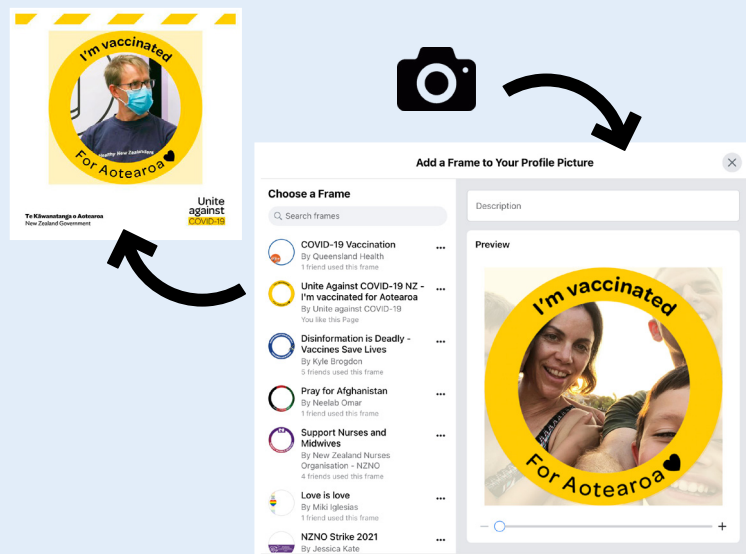 I'm vaccinated
Healthy New Zealanders
For Aotearoa
Te Kāwanatanga o Aotearoa
New Zealand Government
Unite
against
COVID-19
Add a Frame to Your Profile Picture
Choose a Frame
Search frames
COVID-19 Vaccination
By Queensland Health
1 friend used this frame
Unite Against COVID-19 NZ -
I'm vaccinated for Aotearoa
By Unite against COVID-19
You like this Page
Disinformation is Deadly -
Vaccines Save Lives
By Kyle Brogdon
5 friends used this frame
Pray for Afghanistan
By Neelab Omar
1 friend used this frame
Support Nurses and
Midwives
By New Zealand Nurses
Organisation - NZNO
4 friends used this frame
Love is love
By Miki Iglesias
1 friend used this frame
NZNO Strike 2021
By Jessica Kate
Description
Preview
I'm vaccinated
For Aotearoa